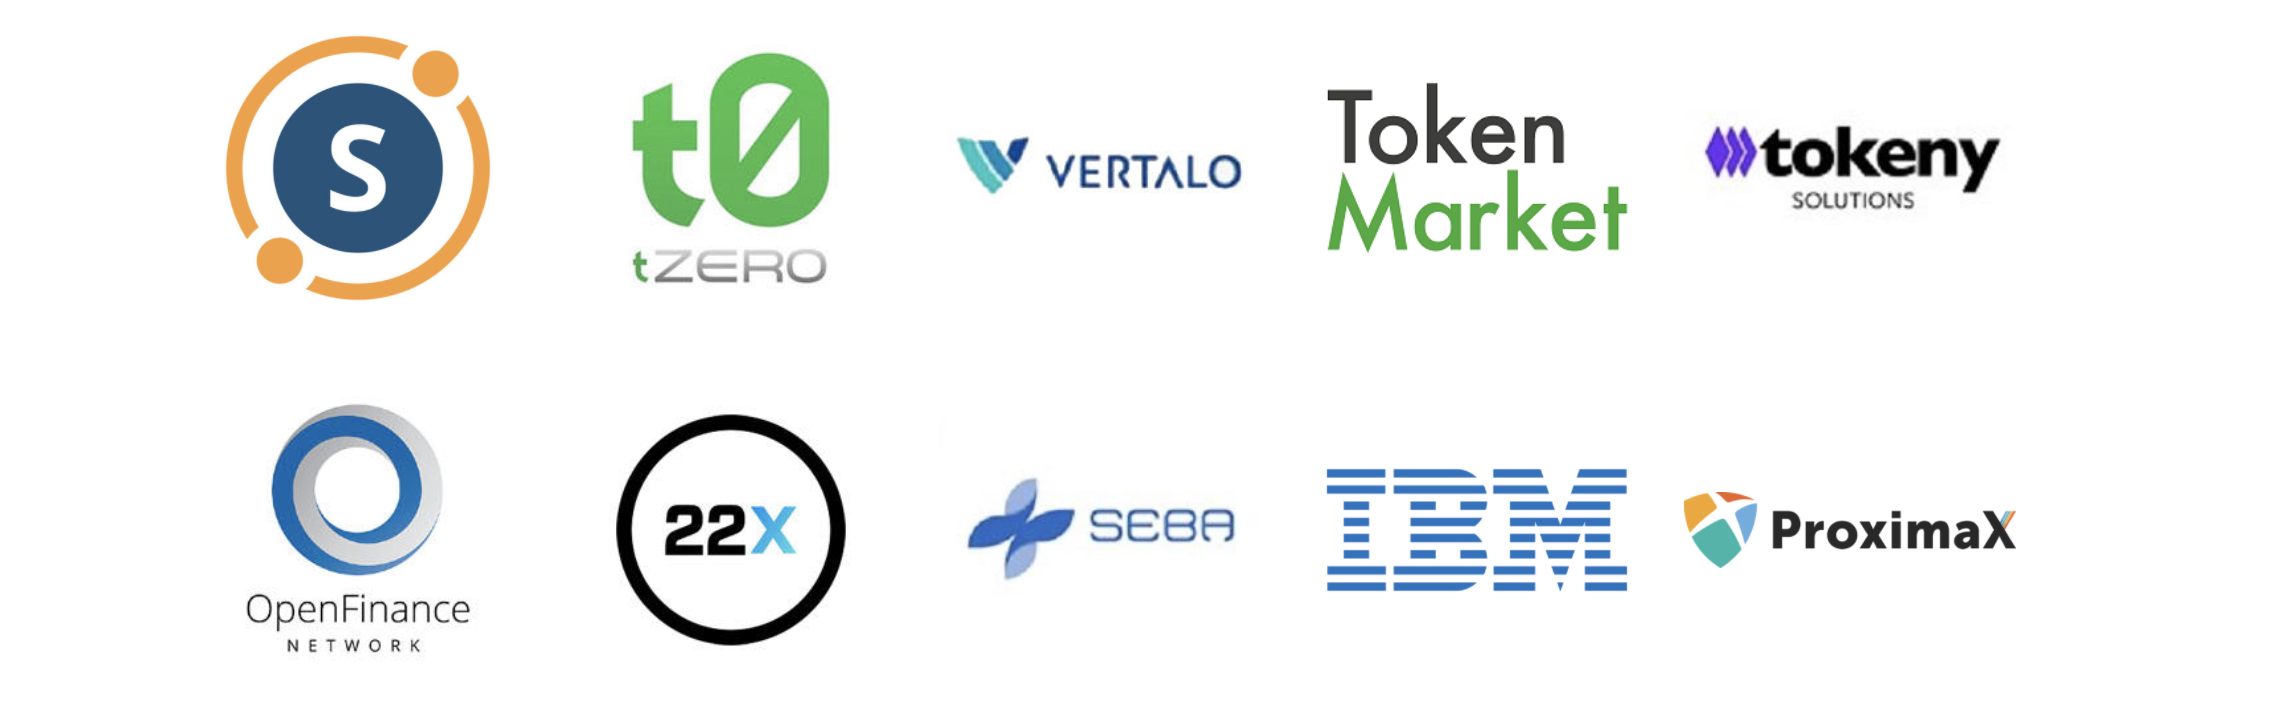 S
t0
tZERO
VERTALO
Token
Market
tokeny
SOLUTIONS
OpenFinance
NETWORK
22X
SEBA
IBM
ProximaX